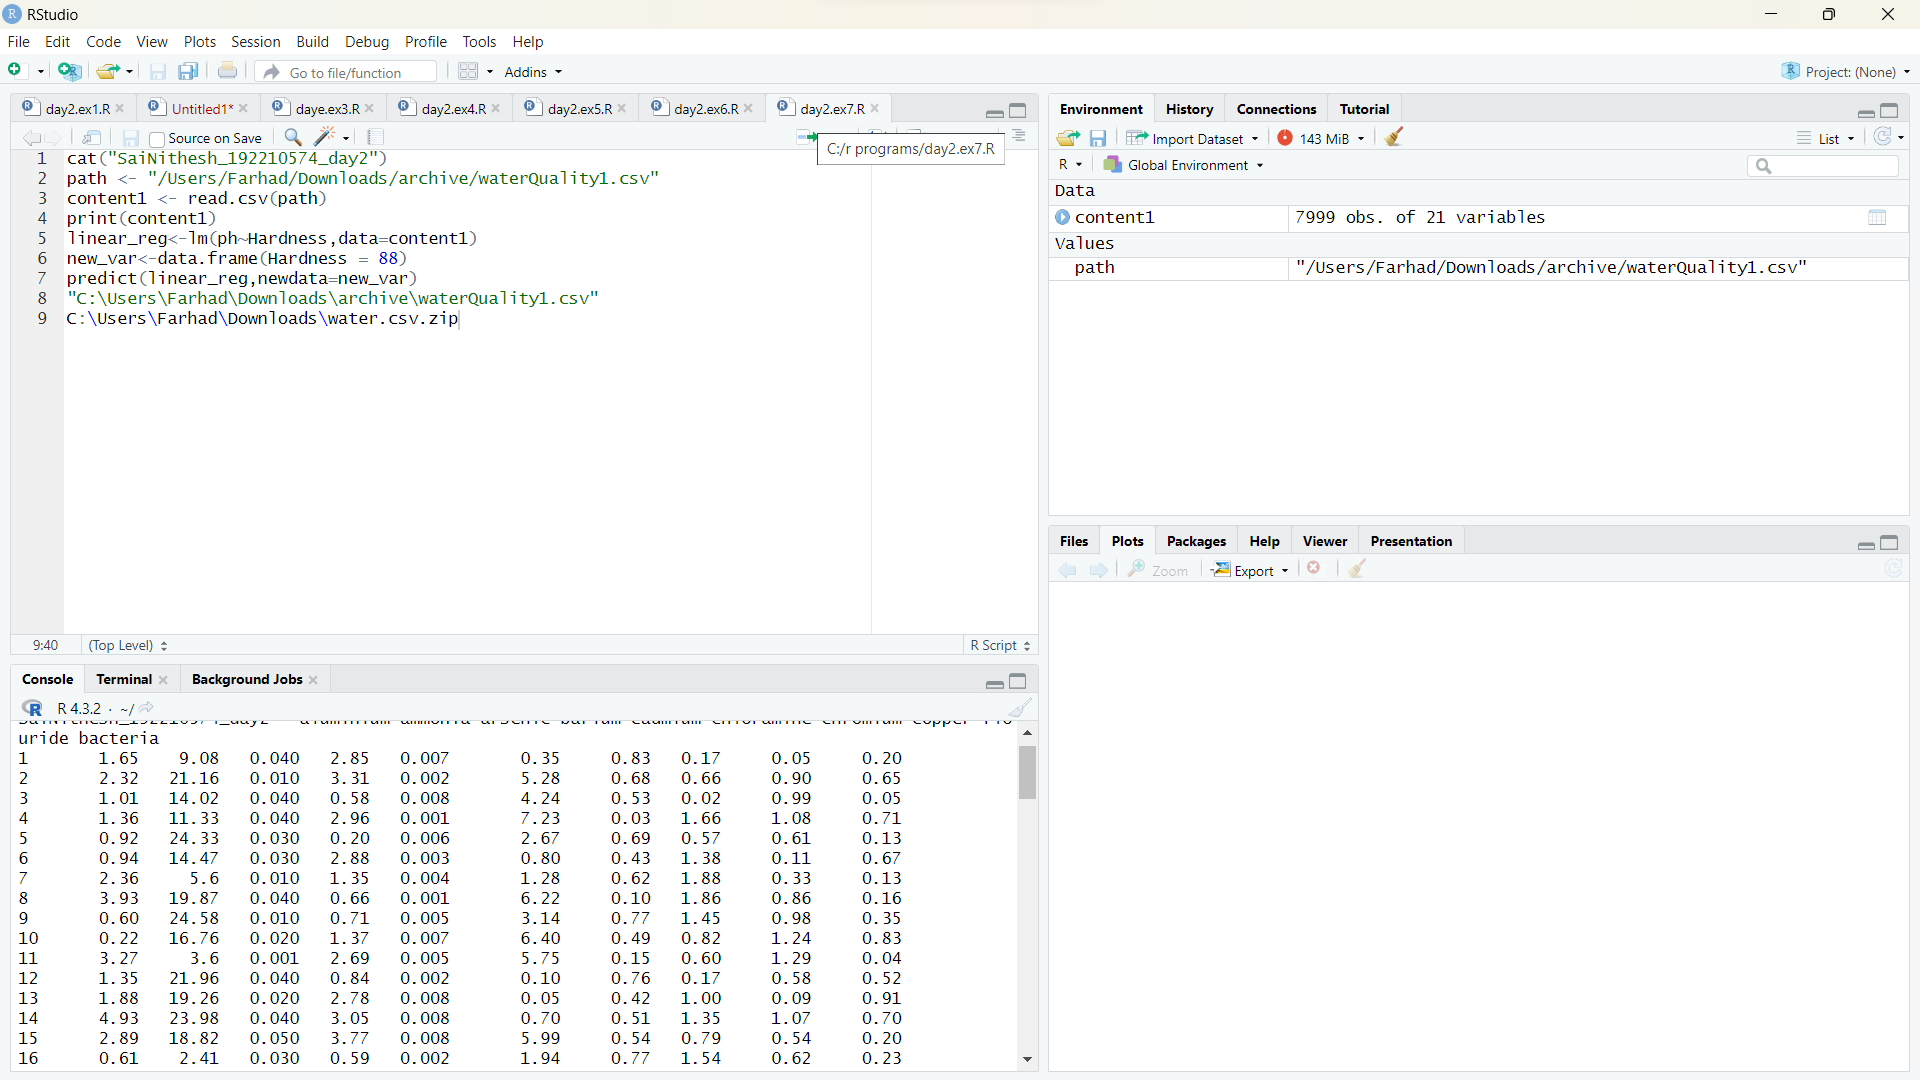 RStudio
File Edit Code View Plots Session Build Debug Profile Tools Help
Go to file/function Addins Project: (None)
day2.ex1.R Untitled1* daye.ex3.R day2.ex4.R day2.ex5.R day2.ex6.R day2.ex7.R
Source on Save
C:/r programs/day2.ex7.R
1 cat("SaiNithesh_192210574_day2")
2 path <- "/Users/Farhad/Downloads/archive/waterQuality1.csv"
3 content1 <- read.csv(path)
4 print(content1)
5 linear_reg<-lm(ph~Hardness,data=content1)
6 new_var<-data.frame(Hardness = 88)
7 predict(linear_reg,newdata=new_var)
8 "C:\Users\Farhad\Downloads\archive\waterQuality1.csv"
9 C:\Users\Farhad\Downloads\water.csv.zip
9:40 (Top Level) R Script
Console Terminal Background Jobs
R 4.3.2 · ~/
SaiNithesh_192210574_day2 aluminium ammonia arsenic barium cadmium chloramine chromium copper flo
uride bacteria
1 1.65 9.08 0.040 2.85 0.007 0.35 0.83 0.17 0.05 0.20
2 2.32 21.16 0.010 3.31 0.002 5.28 0.68 0.66 0.90 0.65
3 1.01 14.02 0.040 0.58 0.008 4.24 0.53 0.02 0.99 0.05
4 1.36 11.33 0.040 2.96 0.001 7.23 0.03 1.66 1.08 0.71
5 0.92 24.33 0.030 0.20 0.006 2.67 0.69 0.57 0.61 0.13
6 0.94 14.47 0.030 2.88 0.003 0.80 0.43 1.38 0.11 0.67
7 2.36 5.6 0.010 1.35 0.004 1.28 0.62 1.88 0.33 0.13
8 3.93 19.87 0.040 0.66 0.001 6.22 0.10 1.86 0.86 0.16
9 0.60 24.58 0.010 0.71 0.005 3.14 0.77 1.45 0.98 0.35
10 0.22 16.76 0.020 1.37 0.007 6.40 0.49 0.82 1.24 0.83
11 3.27 3.6 0.001 2.69 0.005 5.75 0.15 0.60 1.29 0.04
12 1.35 21.96 0.040 0.84 0.002 0.10 0.76 0.17 0.58 0.52
13 1.88 19.26 0.020 2.78 0.008 0.05 0.42 1.00 0.09 0.91
14 4.93 23.98 0.040 3.05 0.008 0.70 0.51 1.35 1.07 0.70
15 2.89 18.82 0.050 3.77 0.008 5.99 0.54 0.79 0.54 0.20
16 0.61 2.41 0.030 0.59 0.002 1.94 0.77 1.54 0.62 0.23
Environment History Connections Tutorial
Import Dataset 143 MiB List
R Global Environment
Data
content1 7999 obs. of 21 variables
Values
path "/Users/Farhad/Downloads/archive/waterQuality1.csv"
Files Plots Packages Help Viewer Presentation
Zoom Export